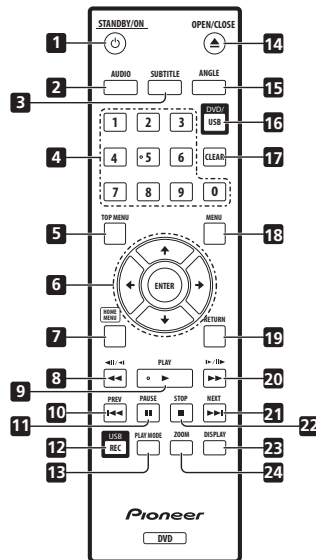 STANDBY/ON OPEN/CLOSE
1 14
AUDIO SUBTITLE ANGLE
2 15
3
DVD/
USB
16
1 2 3
4
4 5 6 CLEAR 17
7 8 9 0
TOP MENU MENU
5 18
6 ENTER
HOME
MENU
RETURN
7 19
PLAY
8 20
9
PREV PAUSE STOP NEXT
10 21
11 22
USB
REC
PLAY MODE ZOOM DISPLAY
12 23
13 24
Pioneer
DVD